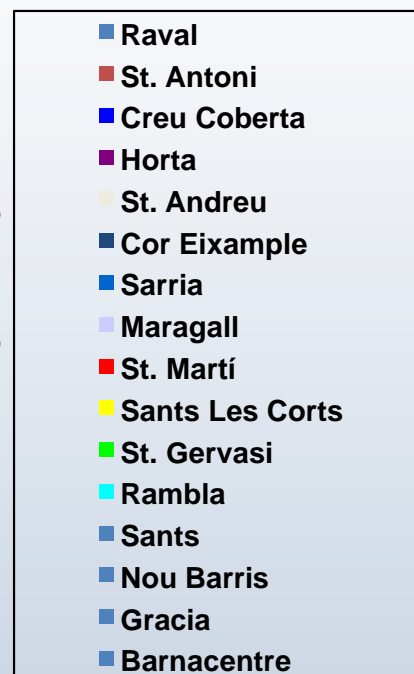 Raval
St. Antoni
Creu Coberta
Horta
St. Andreu
Cor Eixample
Sarria
Maragall
St. Martí
Sants Les Corts
St. Gervasi
Rambla
Sants
Nou Barris
Gracia
Barnacentre